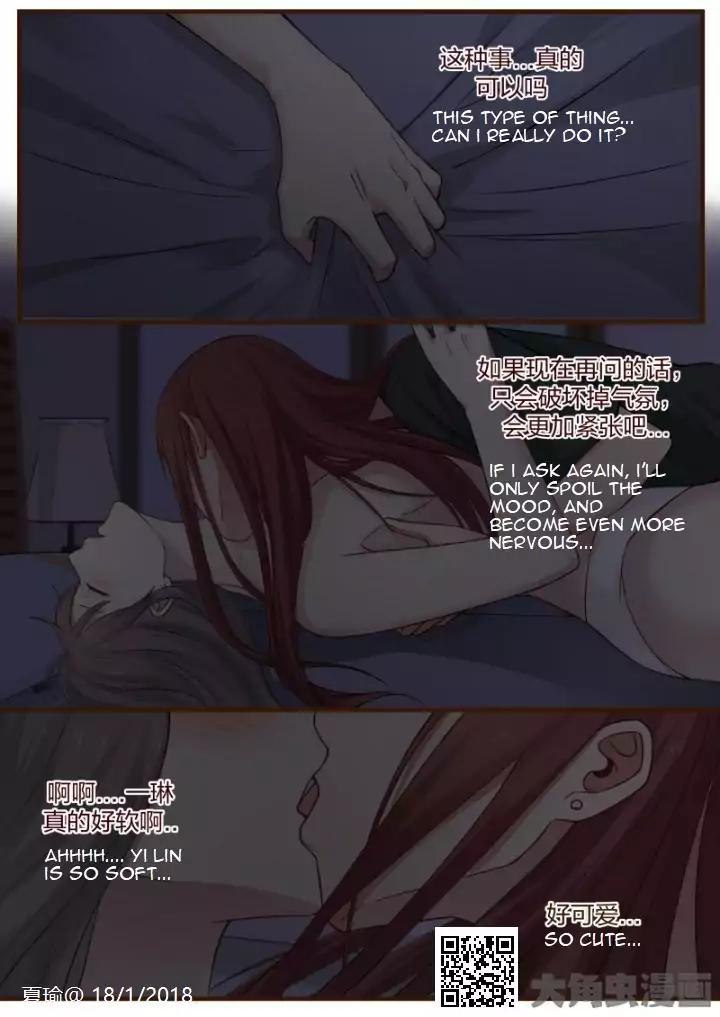 这种事...真的
可以吗
THIS TYPE OF THING...
CAN I REALLY DO IT?
如果现在再问的话，
只会破坏掉气氛，
会更加紧张吧...
IF I ASK AGAIN, I'LL
ONLY SPOIL THE
MOOD, AND
BECOME EVEN MORE
NERVOUS...
啊啊....一琳
真的好软啊..
AHHHH.... YI LIN
IS SO SOFT...
好可爱...
SO CUTE...
夏瑜@ 18/1/2018
大角虫漫画